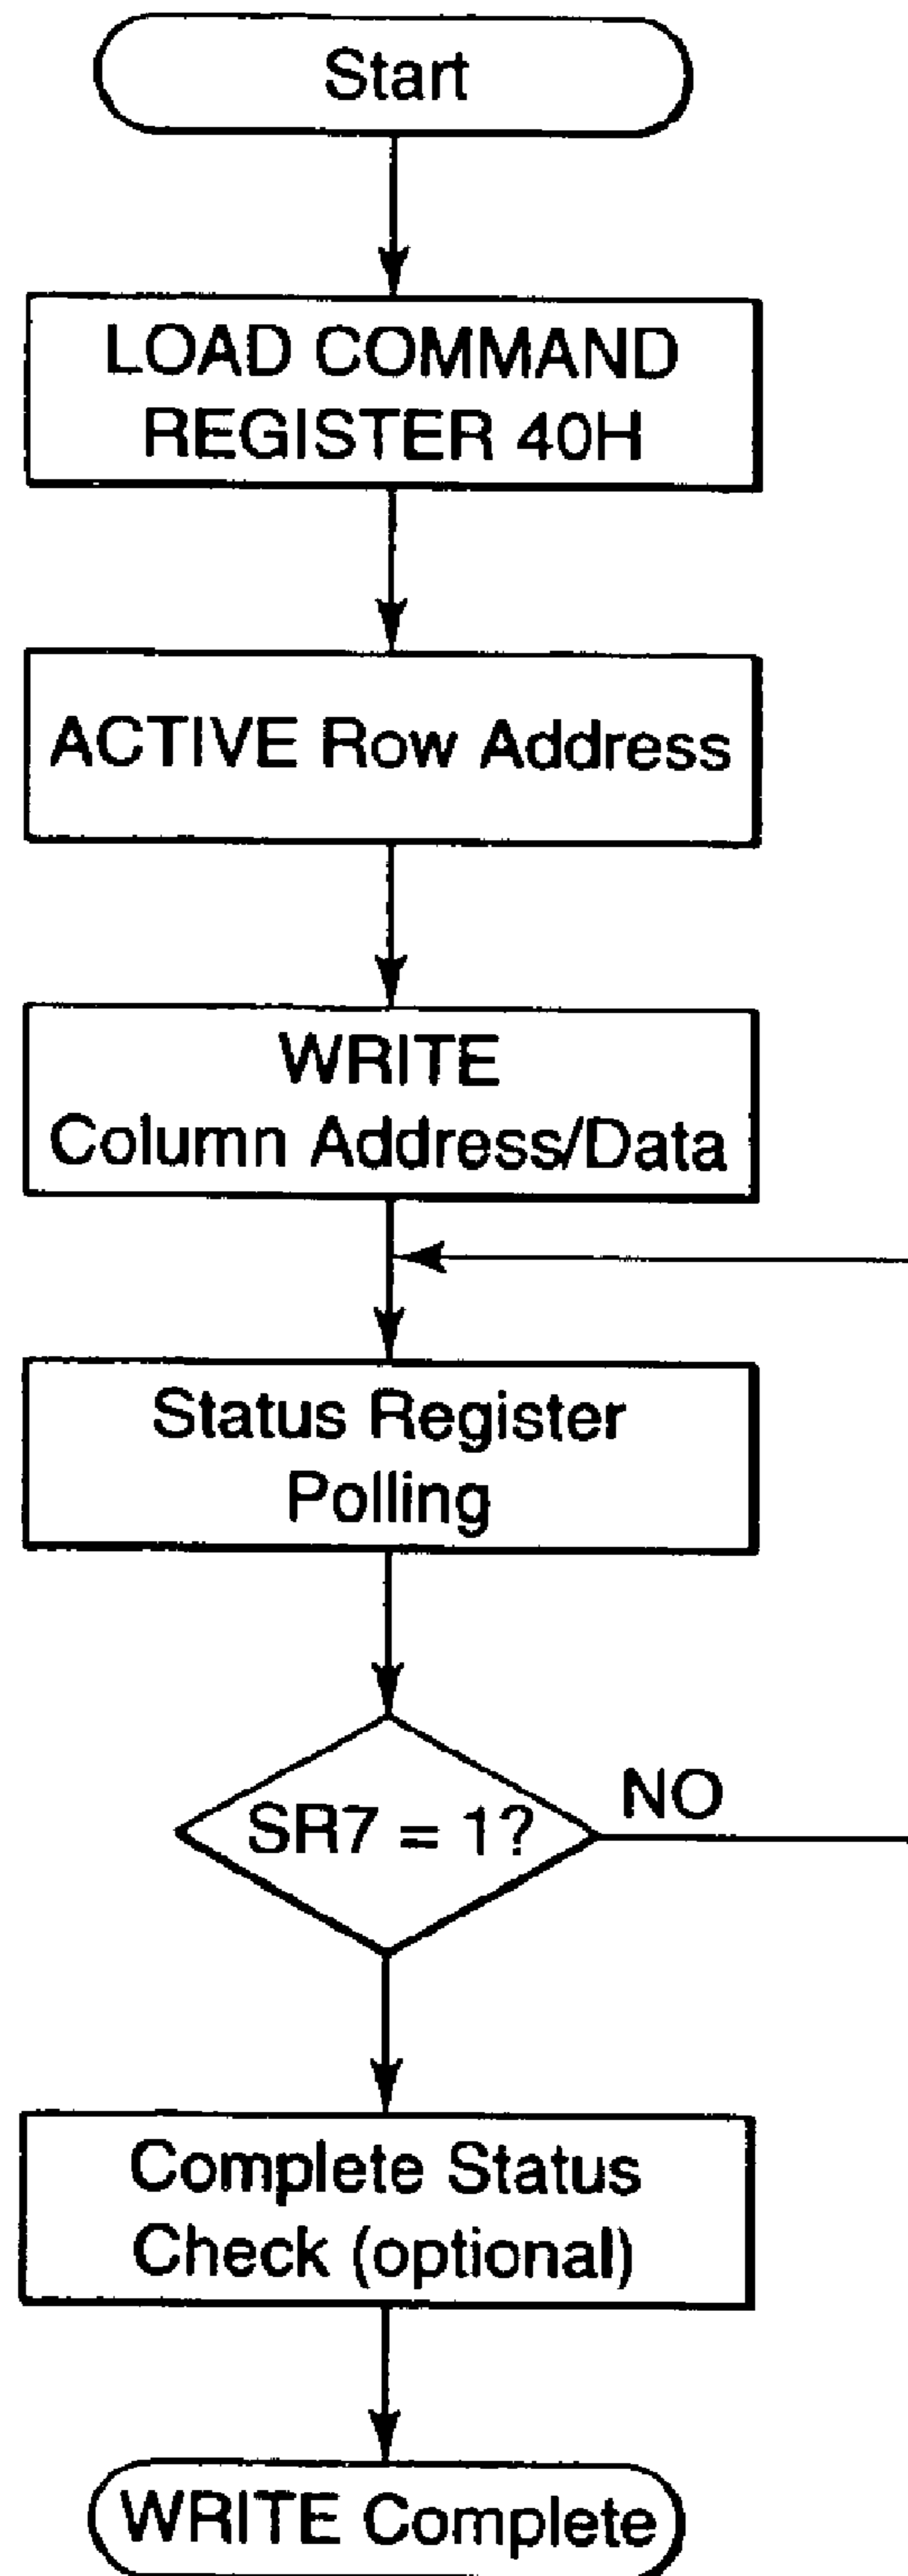 Start
LOAD COMMAND
REGISTER 40H
ACTIVE Row Address
WRITE
Column Address/Data
Status Register
Polling
SR7 = 1?
NO
Complete Status
Check (optional)
WRITE Complete